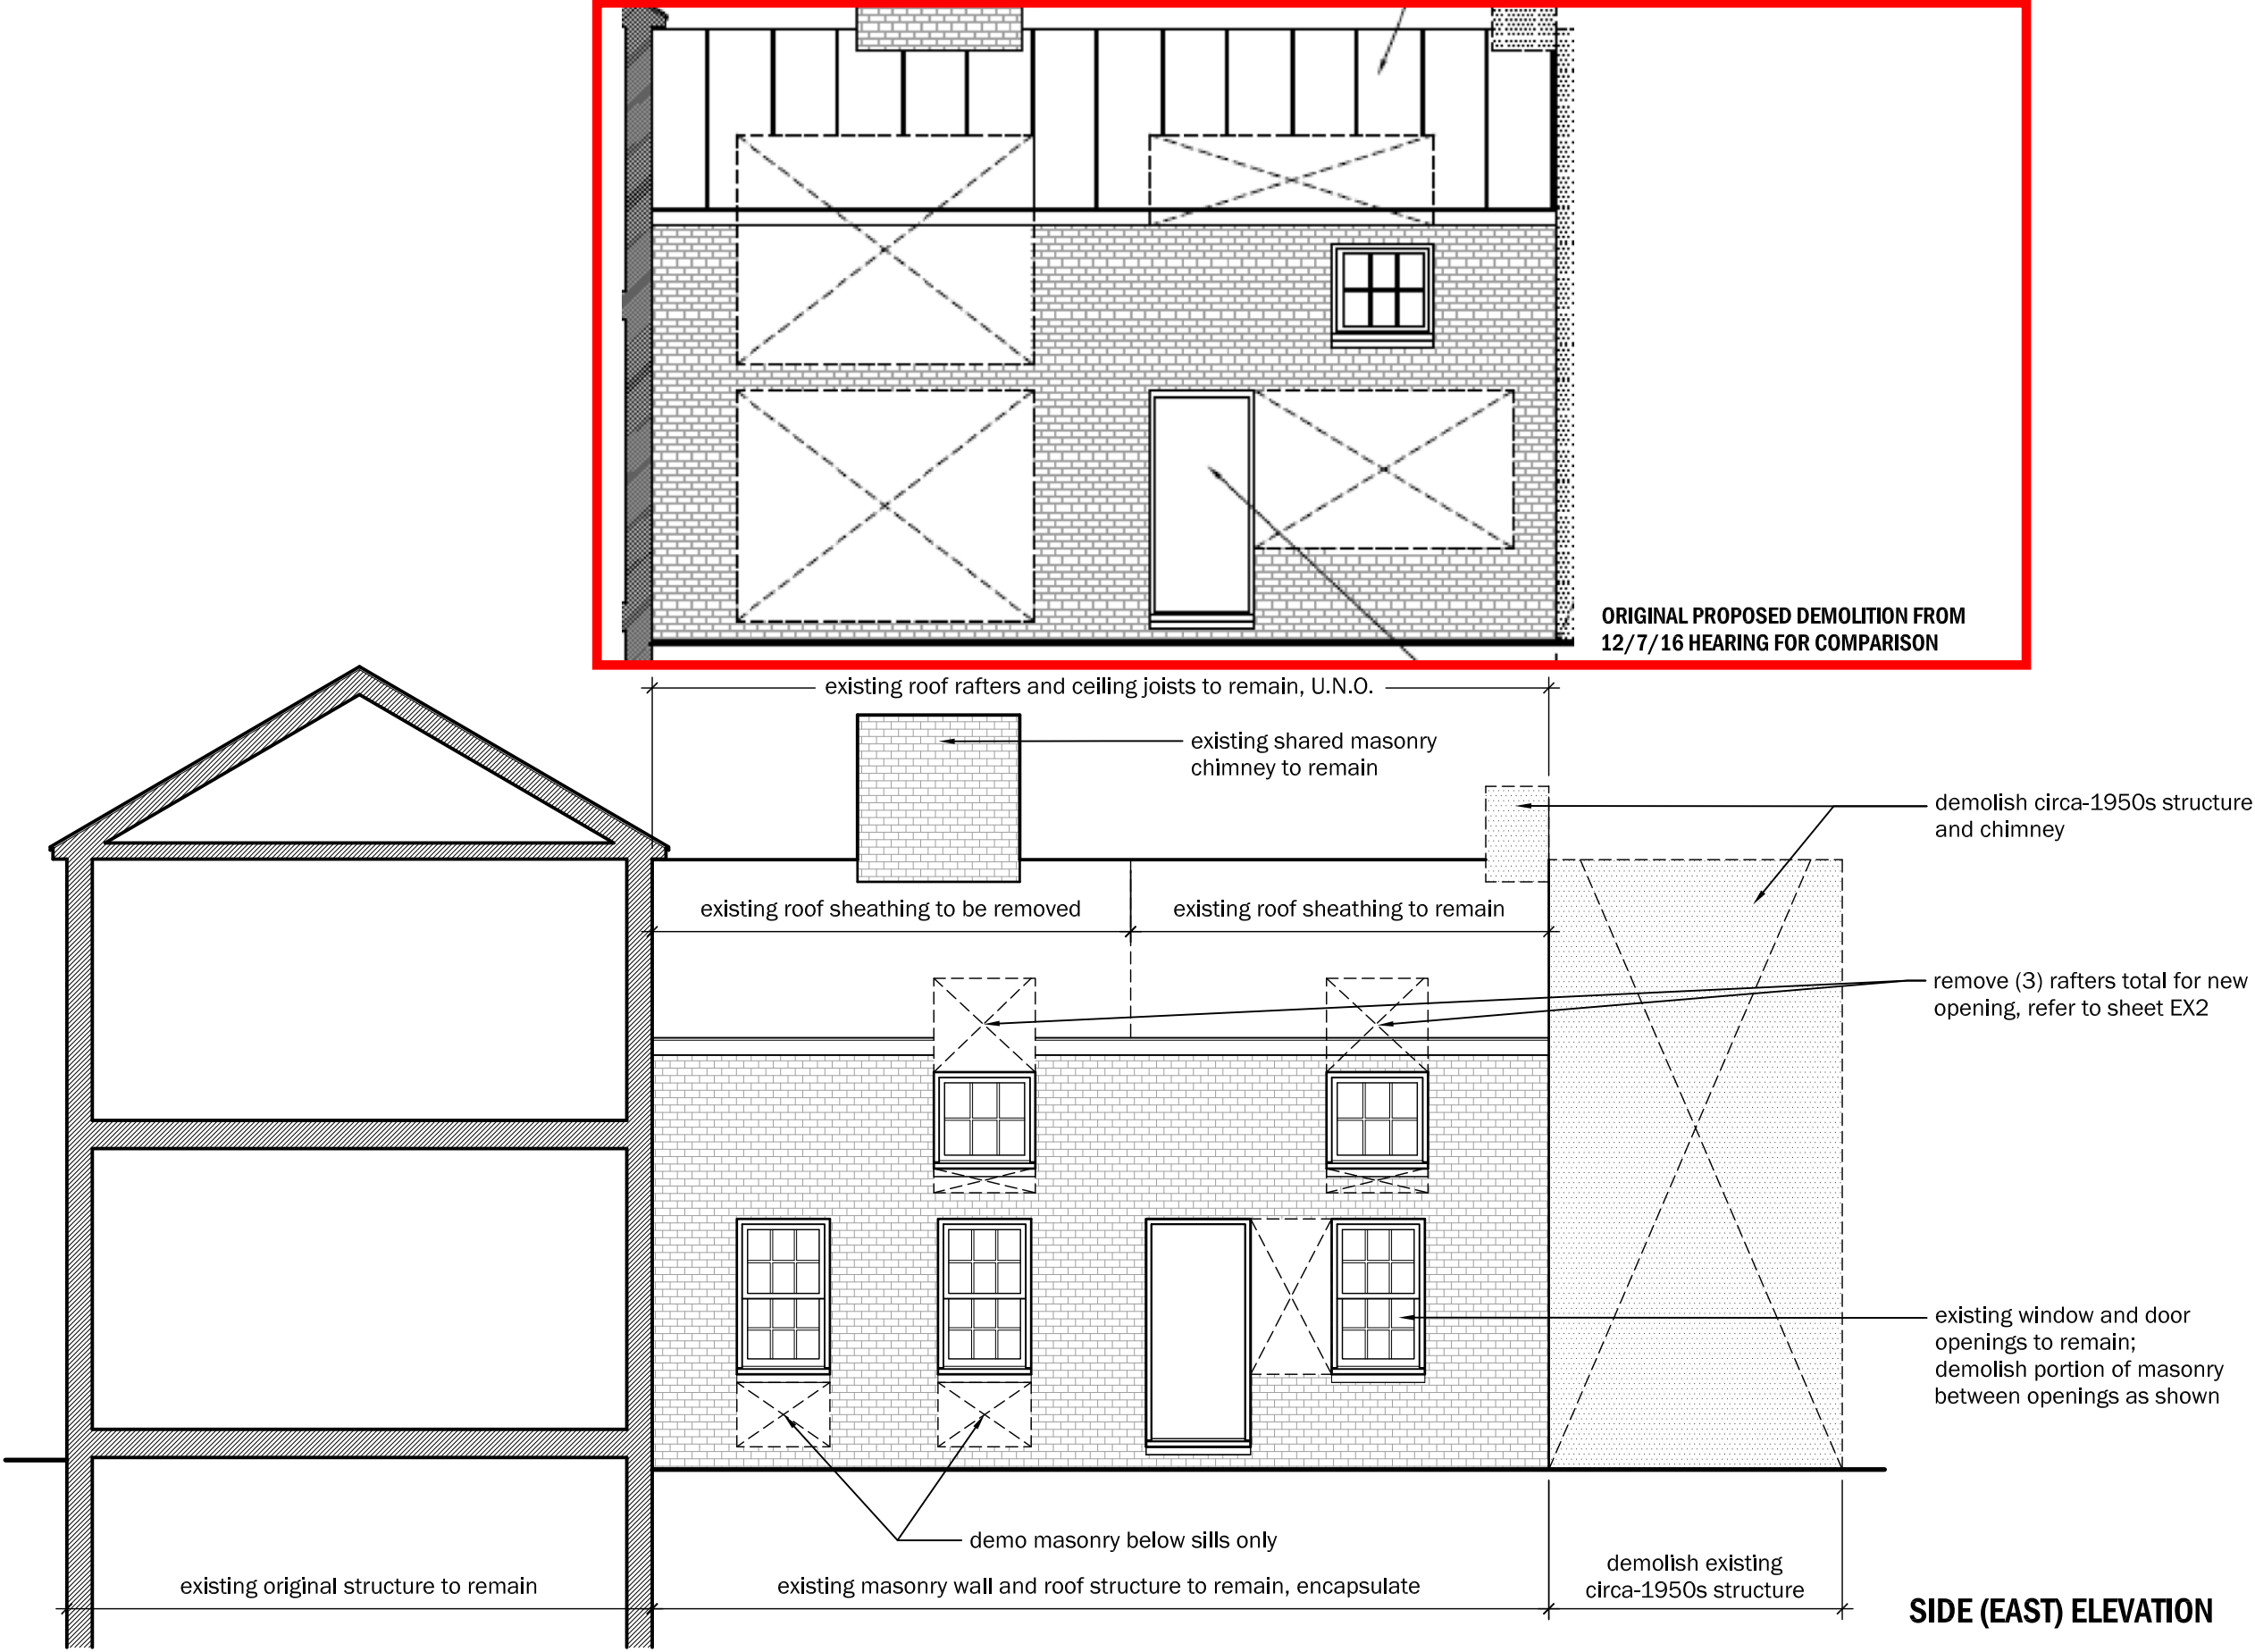 ORIGINAL PROPOSED DEMOLITION FROM
12/7/16 HEARING FOR COMPARISON
existing roof rafters and ceiling joists to remain, U.N.O.
existing shared masonry
chimney to remain
demolish circa-1950s structure
and chimney
existing roof sheathing to be removed
existing roof sheathing to remain
remove (3) rafters total for new
opening, refer to sheet EX2
existing window and door
openings to remain;
demolish portion of masonry
between openings as shown
demo masonry below sills only
existing original structure to remain
existing masonry wall and roof structure to remain, encapsulate
demolish existing
circa-1950s structure
SIDE (EAST) ELEVATION